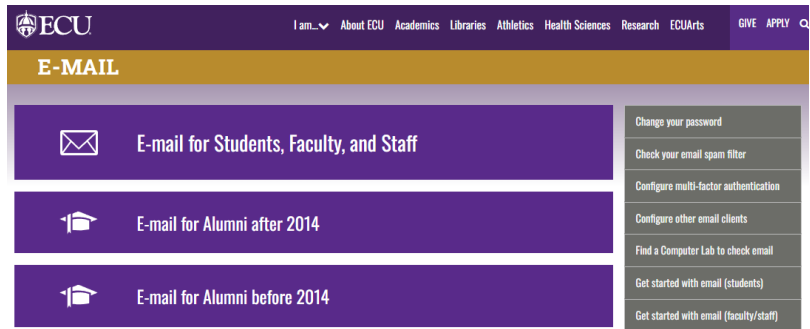 ECU
I am... About ECU Academics Libraries Athletics Health Sciences Research ECUArts GIVE APPLY
E-MAIL
E-mail for Students, Faculty, and Staff
E-mail for Alumni after 2014
E-mail for Alumni before 2014
Change your password
Check your email spam filter
Configure multi-factor authentication
Configure other email clients
Find a Computer Lab to check email
Get started with email (students)
Get started with email (faculty/staff)